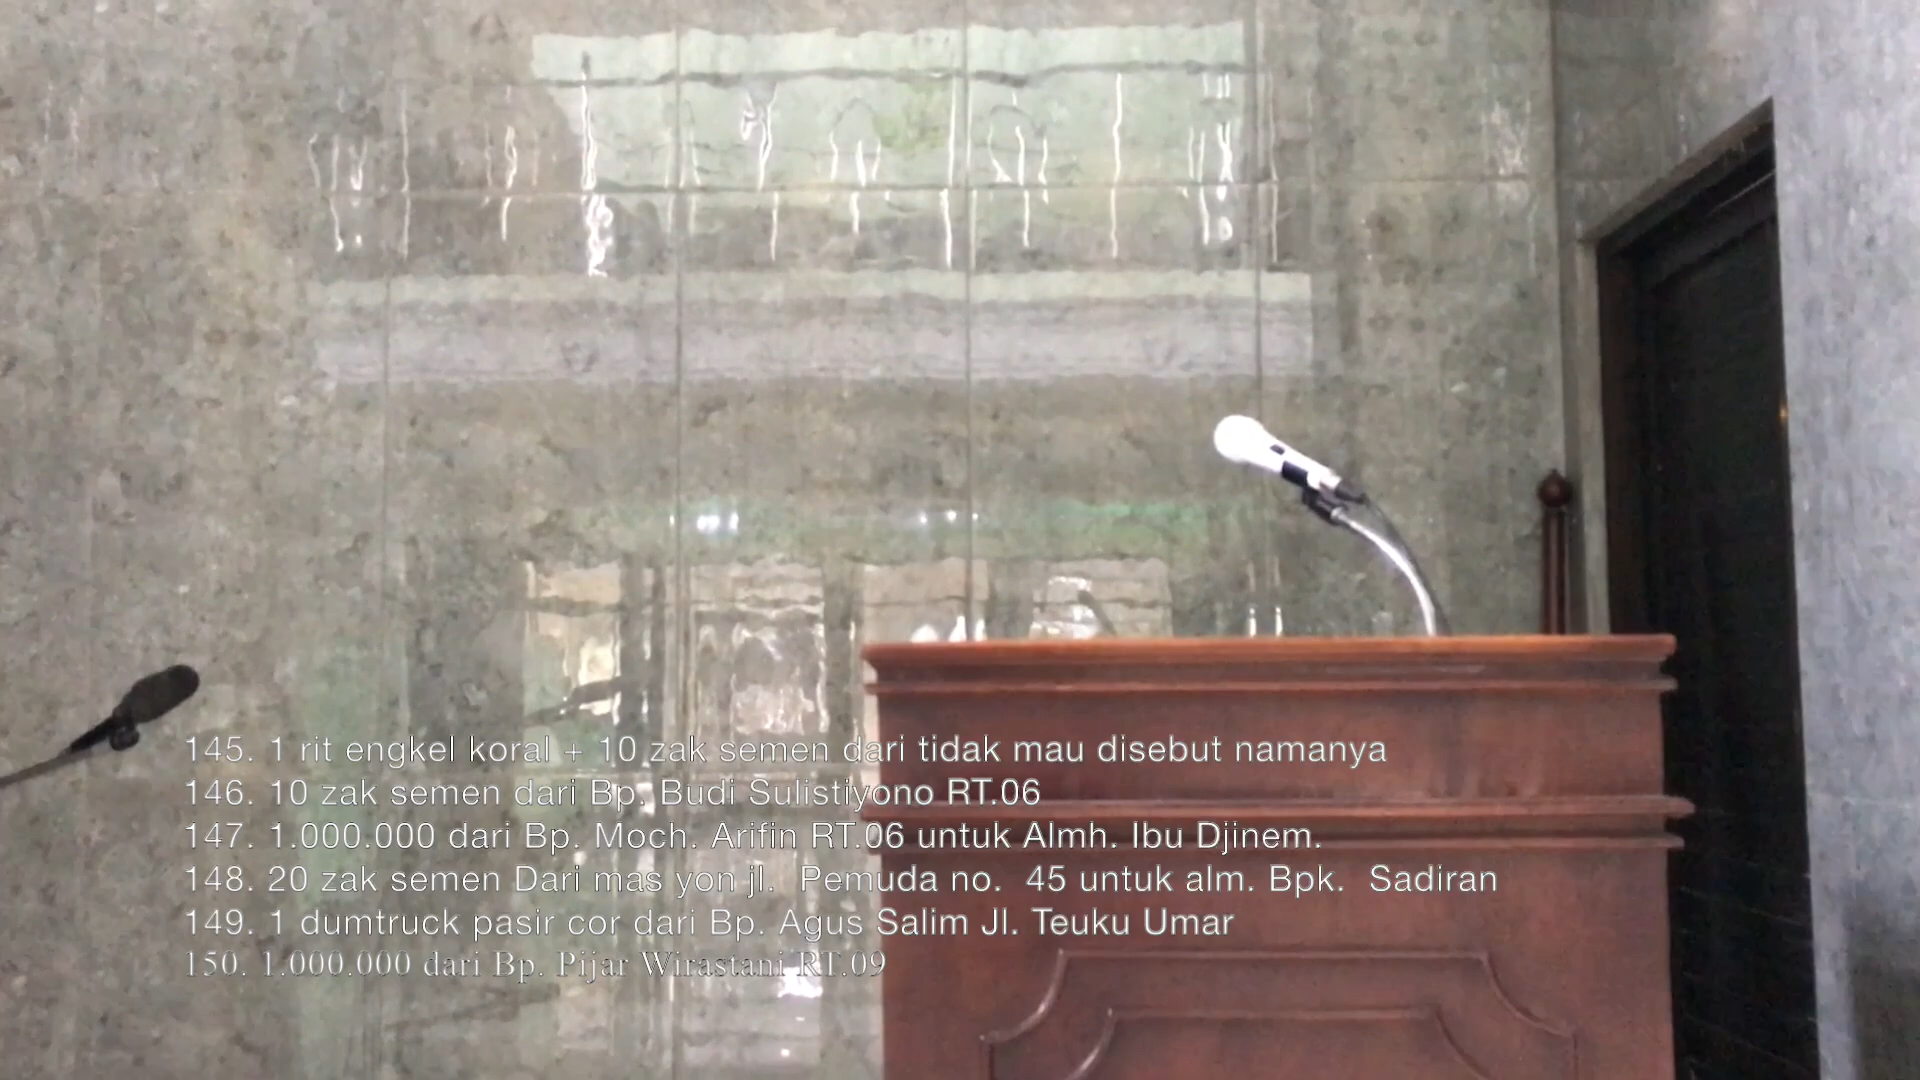 145. 1 rit engkel koral + 10 zak semen dari tidak mau disebut namanya
146. 10 zak semen dari Bp. Budi Sulistiyono RT.06
147. 1.000.000 dari Bp. Moch. Arifin RT.06 untuk Almh. Ibu Djinem.
148. 20 zak semen Dari mas yon jl. Pemuda no. 45 untuk alm. Bpk. Sadiran
149. 1 dumtruck pasir cor dari Bp. Agus Salim Jl. Teuku Umar
150. 1.000.000 dari Bp. Pijar Wirastani RT.09